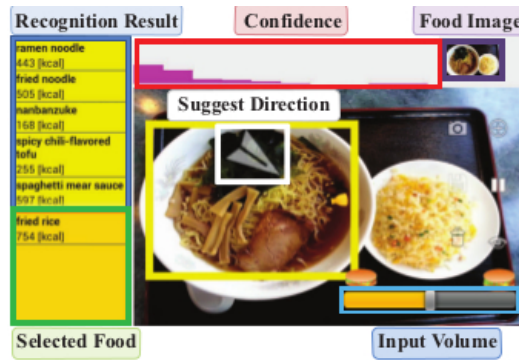 Recognition Result
Confidence
Food Image
ramen noodle
443 [kcal]
fried noodle
505 [kcal]
nanbanzuke
168 [kcal]
spicy chili-flavored
tofu
255 [kcal]
spaghetti mear sauce
597 [kcal]
fried rice
754 [kcal]
Suggest Direction
Selected Food
Input Volume